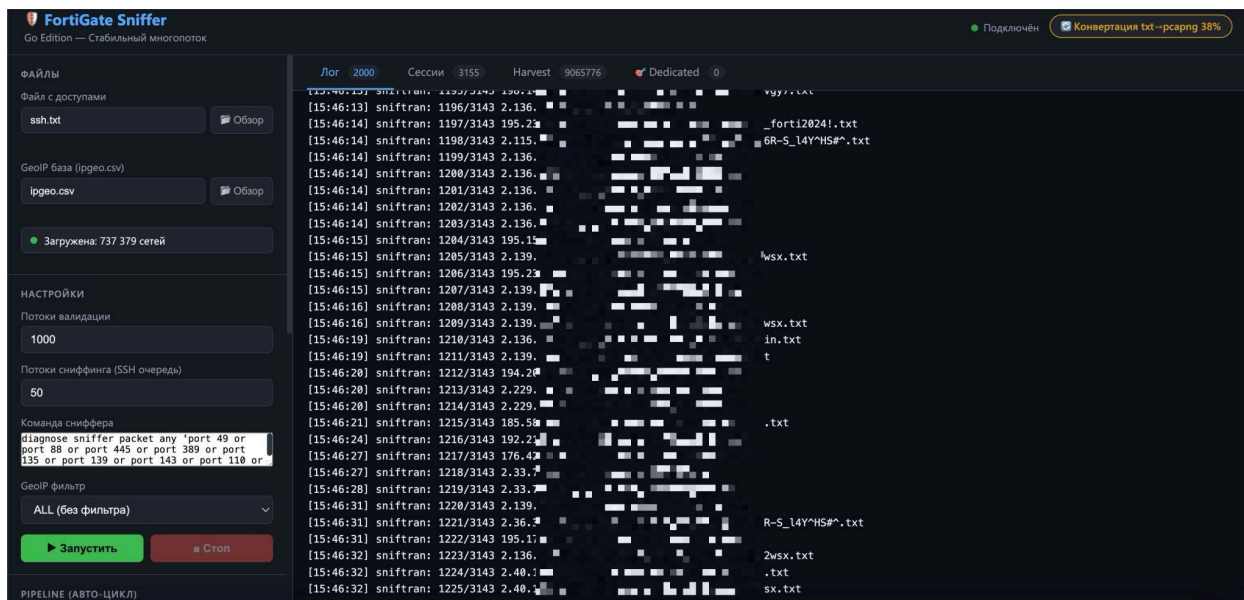 FortiGate Sniffer
Go Edition — Стабильный многопоток
Подключён
Конвертация txt→pcapng 38%
ФАЙЛЫ
Файл с доступами
ssh.txt
Обзор
GeoIP база (ipgeo.csv)
ipgeo.csv
Обзор
Загружена: 737 379 сетей
НАСТРОЙКИ
Потоки валидации
1000
Потоки сниффинга (SSH очередь)
50
Команда сниффера
diagnose sniffer packet any 'port 49 or
port 88 or port 445 or port 389 or port
135 or port 139 or port 143 or port 110 or
GeoIP фильтр
ALL (без фильтра)
Запустить
Стоп
PIPELINE (АВТО-ЦИКЛ)
Лог 2000 Сессии 3155 Harvest 9065776 Dedicated 0
[15:46:13] sniftran: 1196/3143 2.136.
[15:46:14] sniftran: 1197/3143 195.23 _forti2024!.txt
[15:46:14] sniftran: 1198/3143 2.115. 6R-S_l4Y^HS#^.txt
[15:46:14] sniftran: 1199/3143 2.136.
[15:46:14] sniftran: 1200/3143 2.136.
[15:46:14] sniftran: 1201/3143 2.136.
[15:46:14] sniftran: 1202/3143 2.136.
[15:46:14] sniftran: 1203/3143 2.136.
[15:46:15] sniftran: 1204/3143 195.15
[15:46:15] sniftran: 1205/3143 2.139. wsx.txt
[15:46:15] sniftran: 1206/3143 195.23
[15:46:15] sniftran: 1207/3143 2.139.
[15:46:16] sniftran: 1208/3143 2.139.
[15:46:16] sniftran: 1209/3143 2.139. wsx.txt
[15:46:19] sniftran: 1210/3143 2.136. in.txt
[15:46:19] sniftran: 1211/3143 2.139. t
[15:46:20] sniftran: 1212/3143 194.20
[15:46:20] sniftran: 1213/3143 2.229.
[15:46:20] sniftran: 1214/3143 2.229.
[15:46:21] sniftran: 1215/3143 185.58 .txt
[15:46:24] sniftran: 1216/3143 192.21
[15:46:27] sniftran: 1217/3143 176.42
[15:46:27] sniftran: 1218/3143 2.33.
[15:46:28] sniftran: 1219/3143 2.33.
[15:46:31] sniftran: 1220/3143 2.139.
[15:46:31] sniftran: 1221/3143 2.36. R-S_l4Y^HS#^.txt
[15:46:31] sniftran: 1222/3143 195.17
[15:46:32] sniftran: 1223/3143 2.136. 2wsx.txt
[15:46:32] sniftran: 1224/3143 2.40. .txt
[15:46:32] sniftran: 1225/3143 2.40. sx.txt